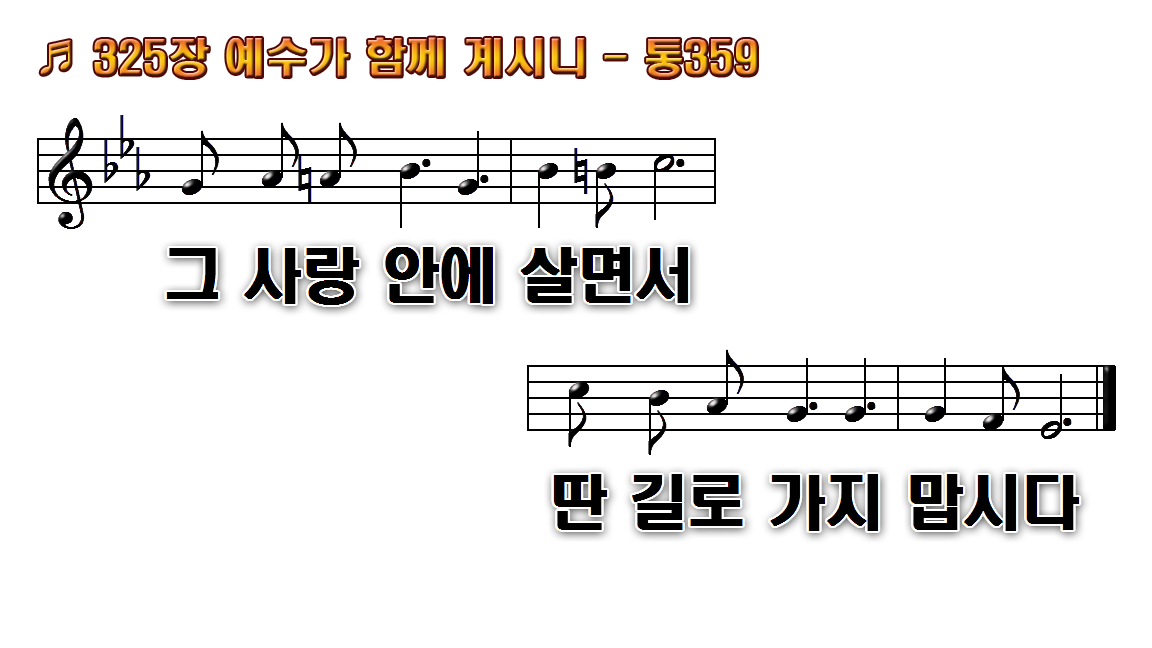 ♬ 325장 예수가 함께 계시니 - 통359
그 사랑 안에 살면서
딴 길로 가지 맙시다